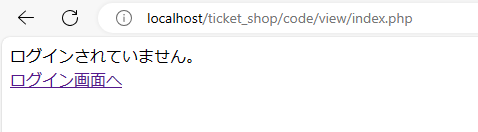 localhost/ticket_shop/code/view/index.php
ログインされていません。
ログイン画面へ